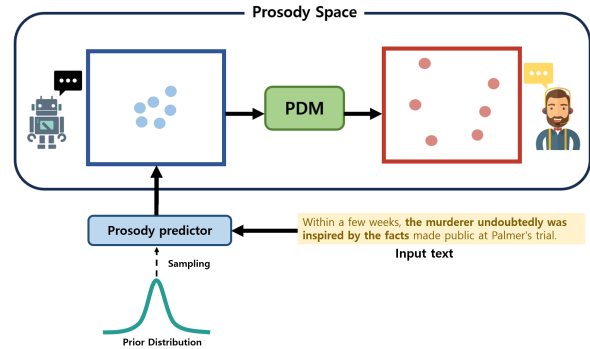 Prosody Space
PDM
Prosody predictor
Within a few weeks, the murderer undoubtedly was
inspired by the facts made public at Palmer's trial.
Input text
Sampling
Prior Distribution